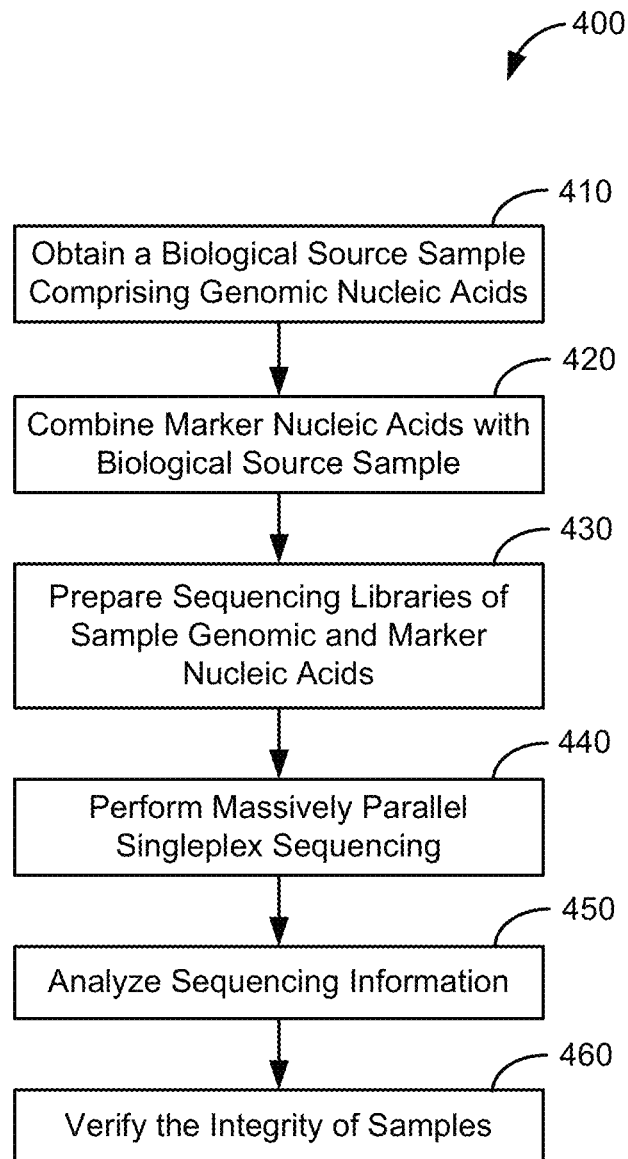 400
410
Obtain a Biological Source Sample
Comprising Genomic Nucleic Acids
420
Combine Marker Nucleic Acids with
Biological Source Sample
430
Prepare Sequencing Libraries of
Sample Genomic and Marker
Nucleic Acids
440
Perform Massively Parallel
Singleplex Sequencing
450
Analyze Sequencing Information
460
Verify the Integrity of Samples